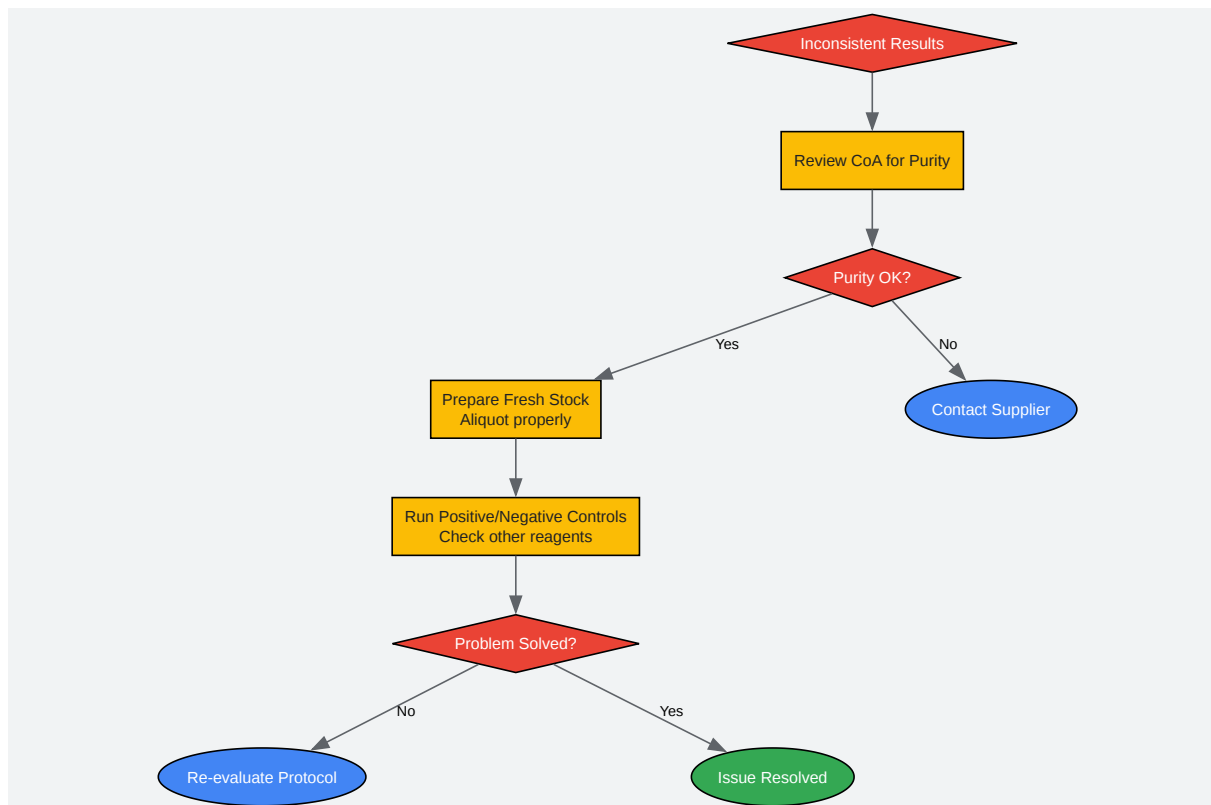 Inconsistent Results
Review CoA for Purity
Purity OK?
Yes
No
Prepare Fresh Stock
Aliquot properly
Contact Supplier
Run Positive/Negative Controls
Check other reagents
Problem Solved?
No
Yes
Re-evaluate Protocol
Issue Resolved